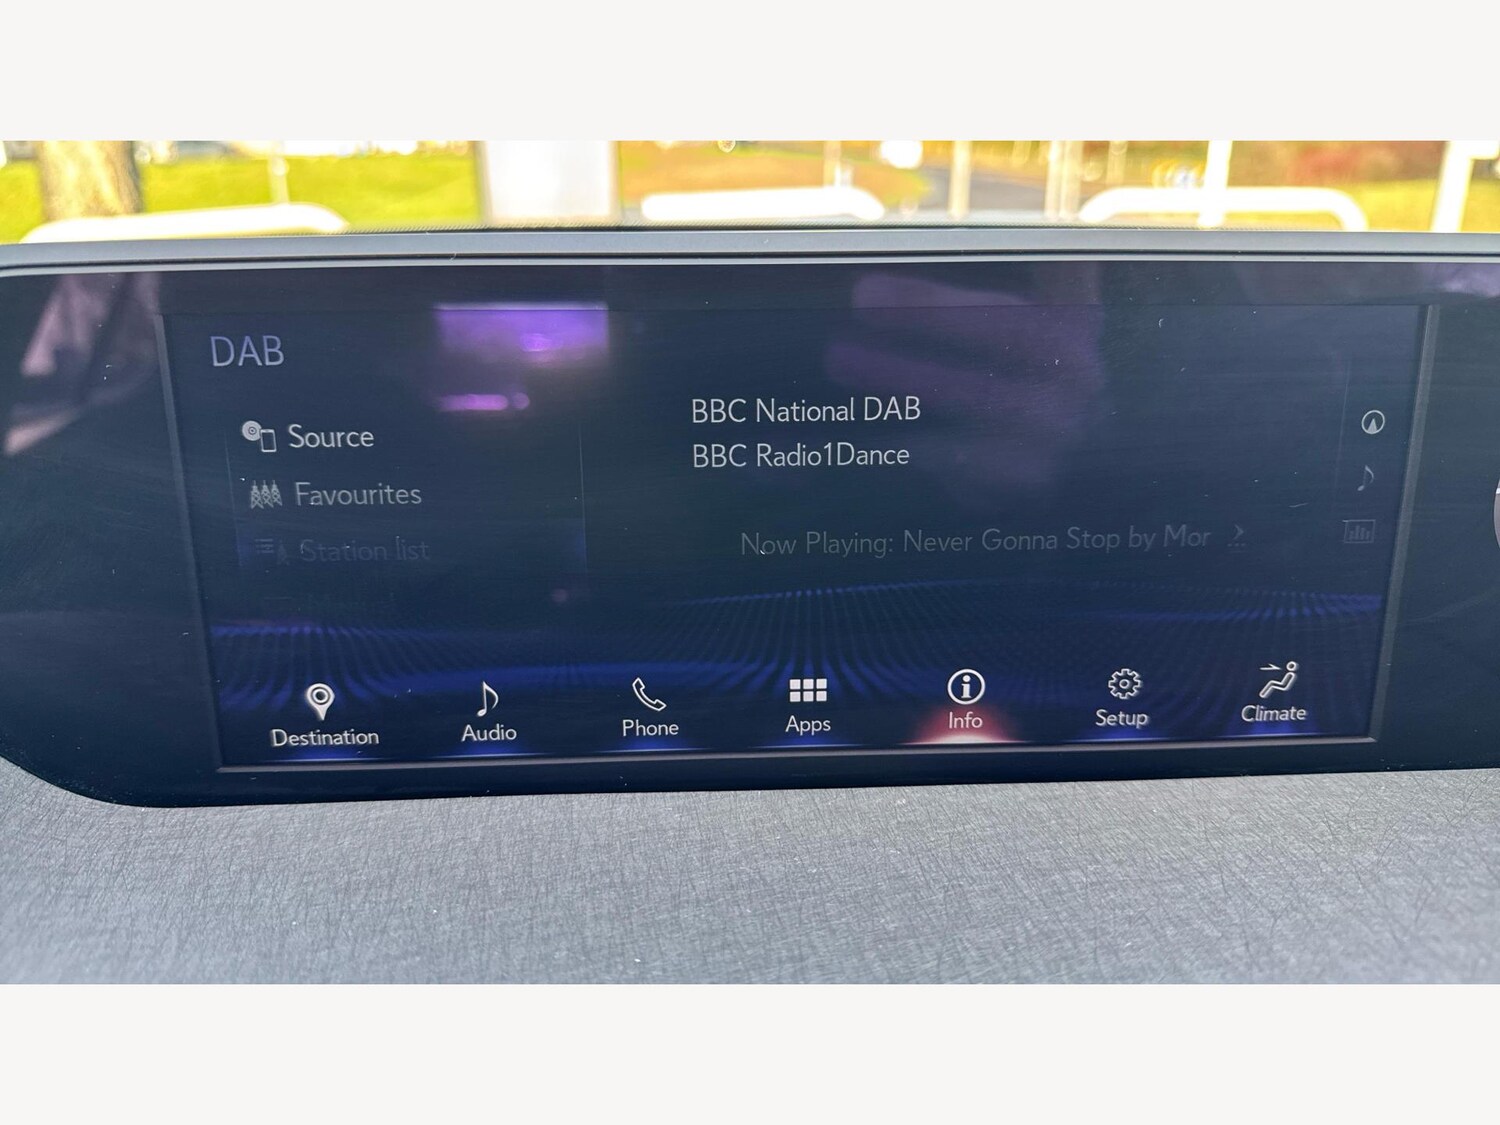 DAB
Source
Favourites
Station list
BBC National DAB
BBC Radio1Dance
Now Playing: Never Gonna Stop by Mor
Destination
Audio
Phone
Apps
Info
Setup
Climate